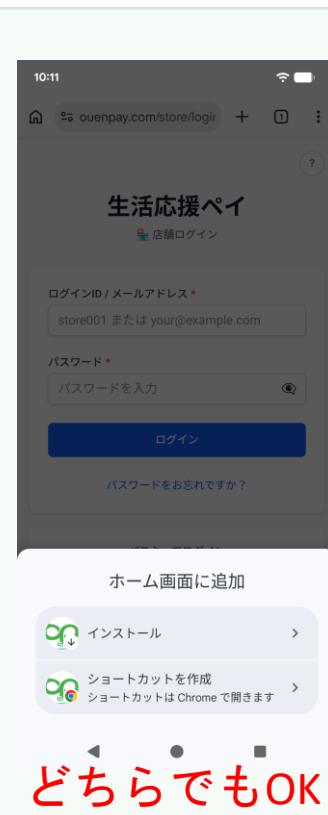 10:11
ouenpay.com/store/login
1
?
生活応援ペイ
店舗ログイン
ログインID / メールアドレス *
store001 または your@example.com
パスワード *
パスワードを入力
ログイン
パスワードをお忘れですか？
ホーム画面に追加
インストール
ショートカットを作成
ショートカットは Chrome で開きます
どちらでもOK